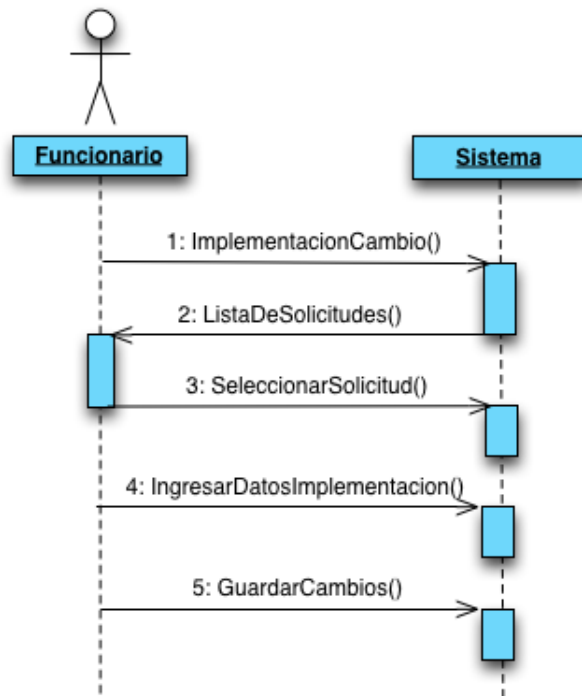 Funcionario
Sistema
1: ImplementacionCambio()
2: ListaDeSolicitudes()
3: SeleccionarSolicitud()
4: IngresarDatosImplementacion()
5: GuardarCambios()